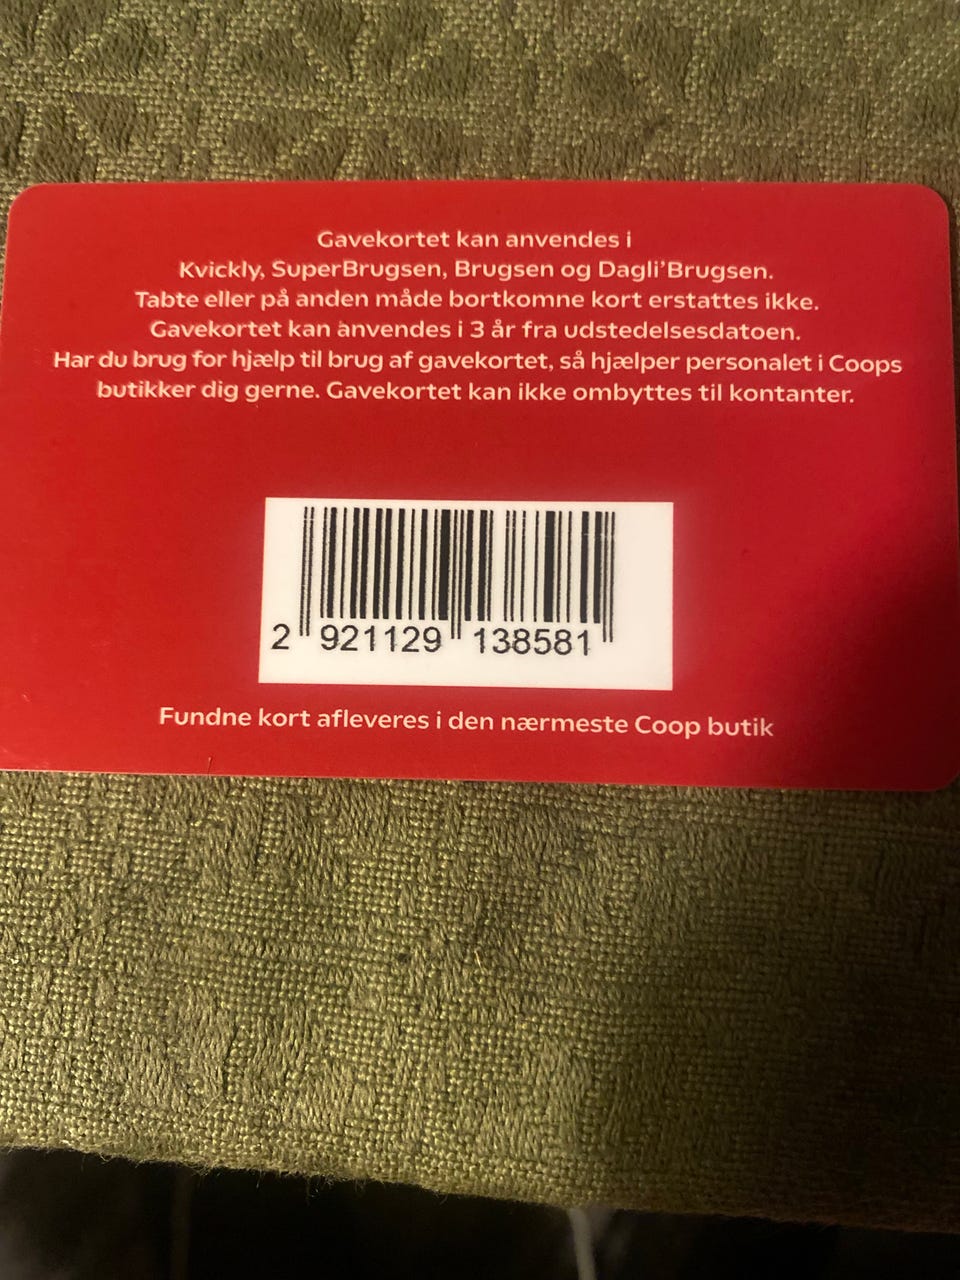 Gavekortet kan anvendes i
Kvickly, SuperBrugsen, Brugsen og Dagli'Brugsen.
Tabte eller på anden måde bortkomne kort erstattes ikke.
Gavekortet kan anvendes i 3 år fra udstedelsesdatoen.
Har du brug for hjælp til brug af gavekortet, så hjælper personalet i Coops
butikker dig gerne. Gavekortet kan ikke ombyttes til kontanter.
2 921129 138581
Fundne kort afleveres i den nærmeste Coop butik